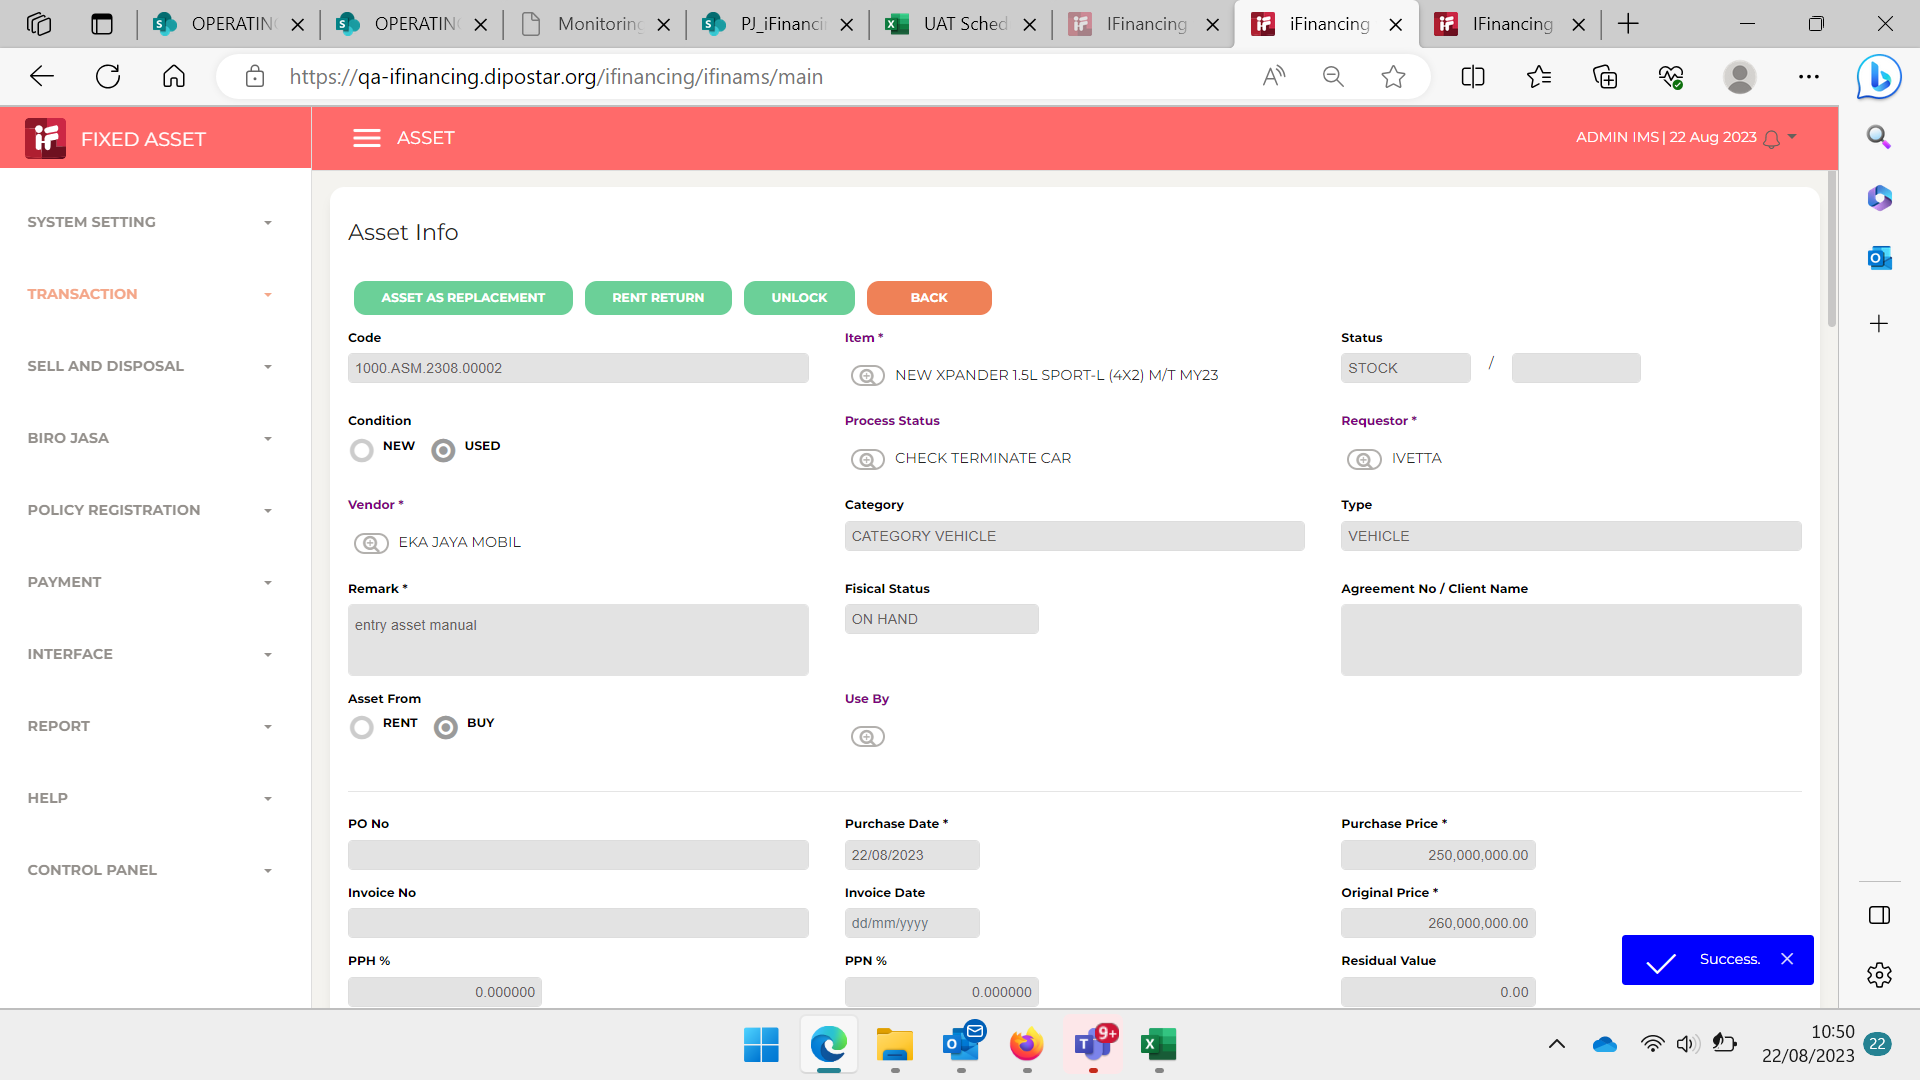 OPERATING
OPERATING
Monitoring
PJ_iFinanci
UAT Sched
IFinancing
iFinancing
IFinancing
https://qa-ifinancing.dipostar.org/ifinancing/ifinams/main
iF FIXED ASSET
ASSET
ADMIN IMS | 22 Aug 2023
SYSTEM SETTING
TRANSACTION
SELL AND DISPOSAL
BIRO JASA
POLICY REGISTRATION
PAYMENT
INTERFACE
REPORT
HELP
CONTROL PANEL
Asset Info
ASSET AS REPLACEMENT
RENT RETURN
UNLOCK
BACK
Code
1000.ASM.2308.00002
Item *
NEW XPANDER 1.5L SPORT-L (4X2) M/T MY23
Status
STOCK /
Condition
NEW USED
Process Status
CHECK TERMINATE CAR
Requestor *
IVETTA
Vendor *
EKA JAYA MOBIL
Category
CATEGORY VEHICLE
Type
VEHICLE
Remark *
entry asset manual
Fisical Status
ON HAND
Agreement No / Client Name
Asset From
RENT BUY
Use By
PO No
Purchase Date *
22/08/2023
Purchase Price *
250,000,000.00
Invoice No
Invoice Date
dd/mm/yyyy
Original Price *
260,000,000.00
PPH %
0.000000
PPN %
0.000000
Residual Value
0.00
Success.
9+
10:50
22/08/2023
22